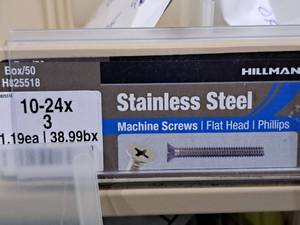 Box/50
H825518
HILLMAN
10-24x
3
1.19ea | 38.99bx
Stainless Steel
Machine Screws | Flat Head | Phillips